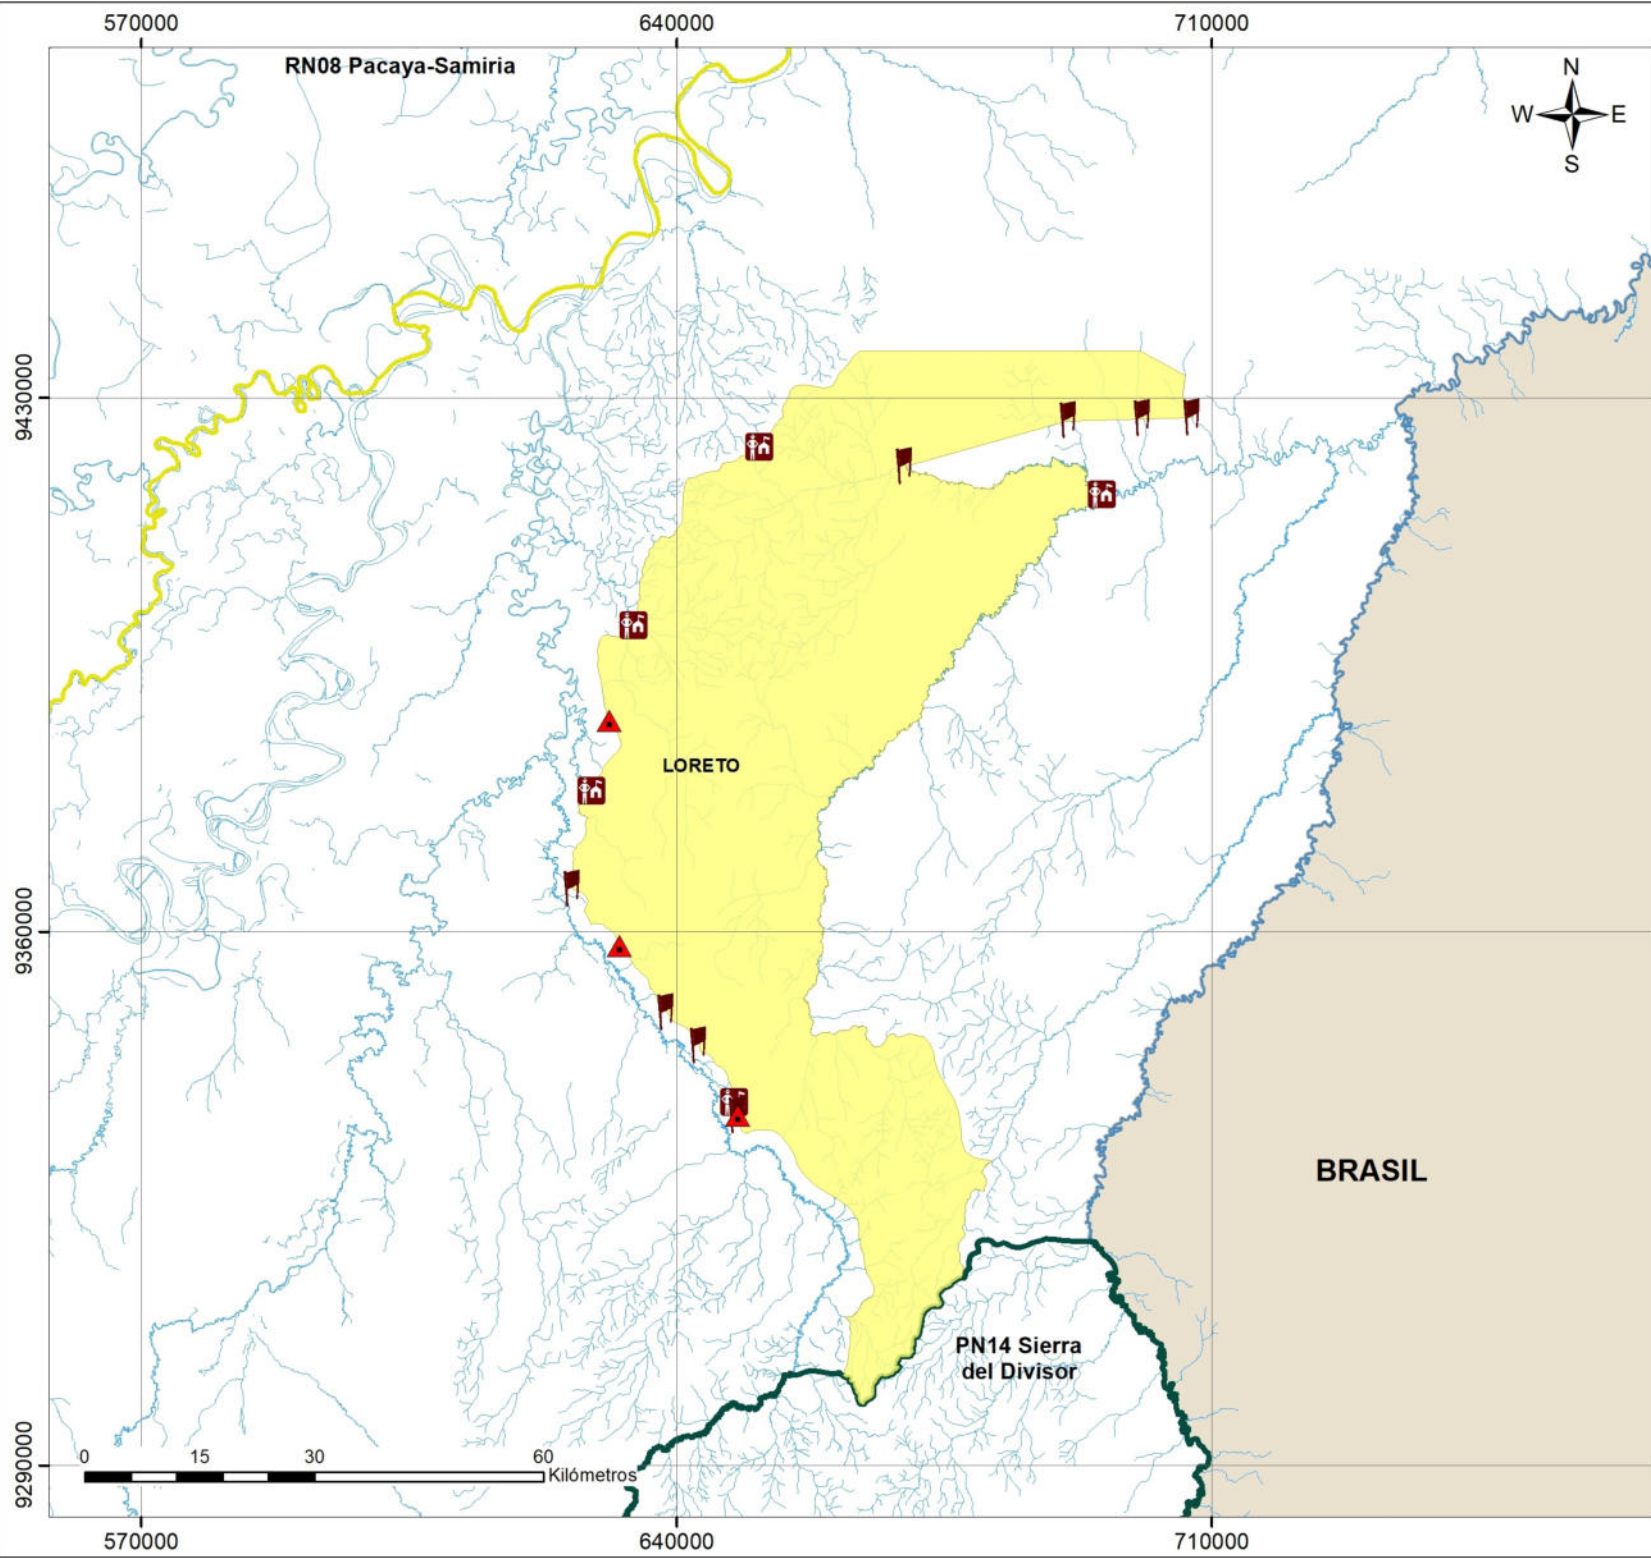 570000 640000 710000
RN08 Pacaya-Samiria
N
W E
S
9430000
LORETO
9360000
BRASIL
PN14 Sierra
del Divisor
0 15 30 60
Kilómetros
9290000
570000 640000 710000